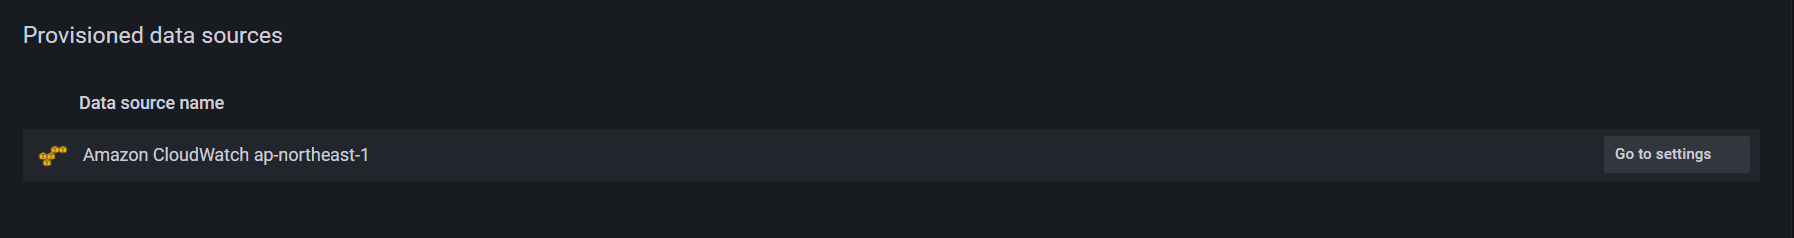 Provisioned data sources
Data source name
Amazon CloudWatch ap-northeast-1
Go to settings